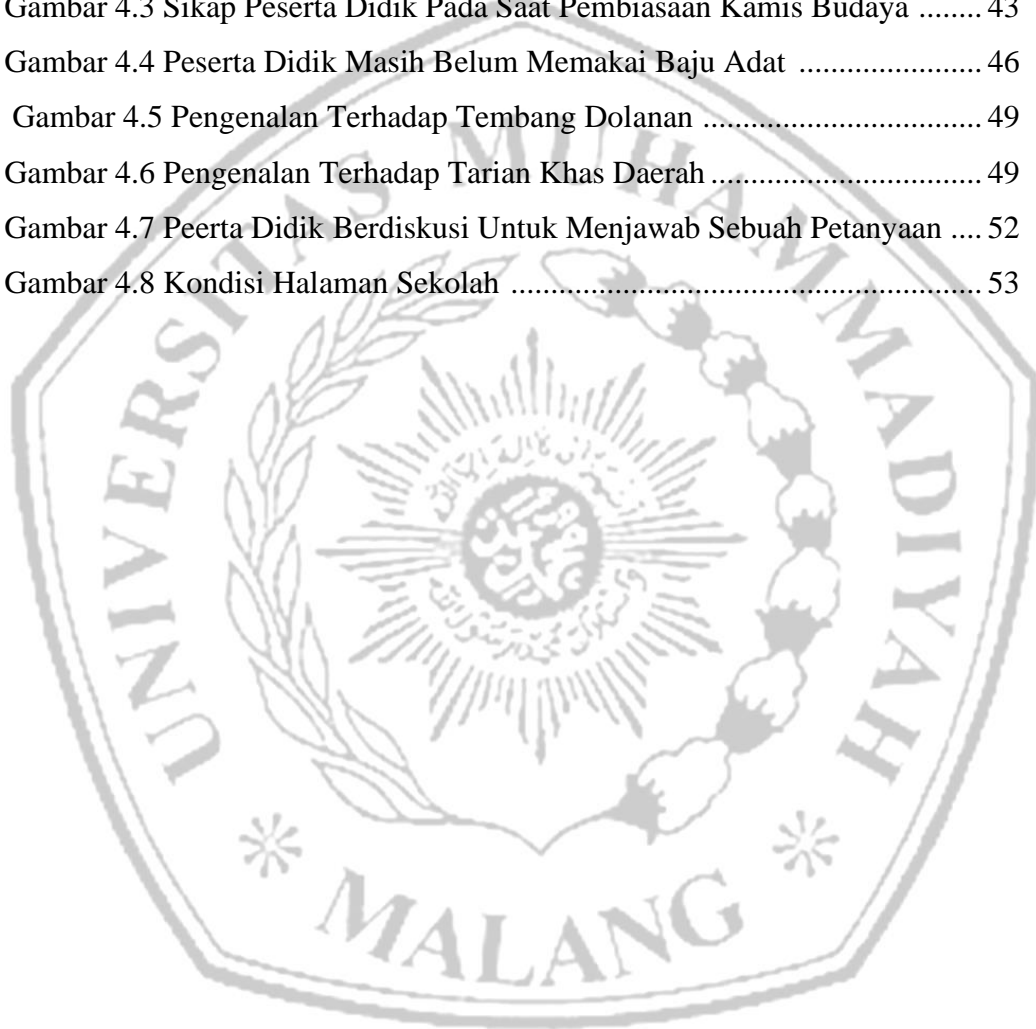 Gambar 4.3 Sikap Peserta Didik Pada Saat Pembiasaan Kamis Budaya ........ 43
Gambar 4.4 Peserta Didik Masih Belum Memakai Baju Adat ....................... 46
Gambar 4.5 Pengenalan Terhadap Tembang Dolanan ................................... 49
Gambar 4.6 Pengenalan Terhadap Tarian Khas Daerah .................................. 49
Gambar 4.7 Peerta Didik Berdiskusi Untuk Menjawab Sebuah Petanyaan .... 52
Gambar 4.8 Kondisi Halaman Sekolah ........................................................... 53
UNIVERSITAS MUHAMMADIYAH
MALANG